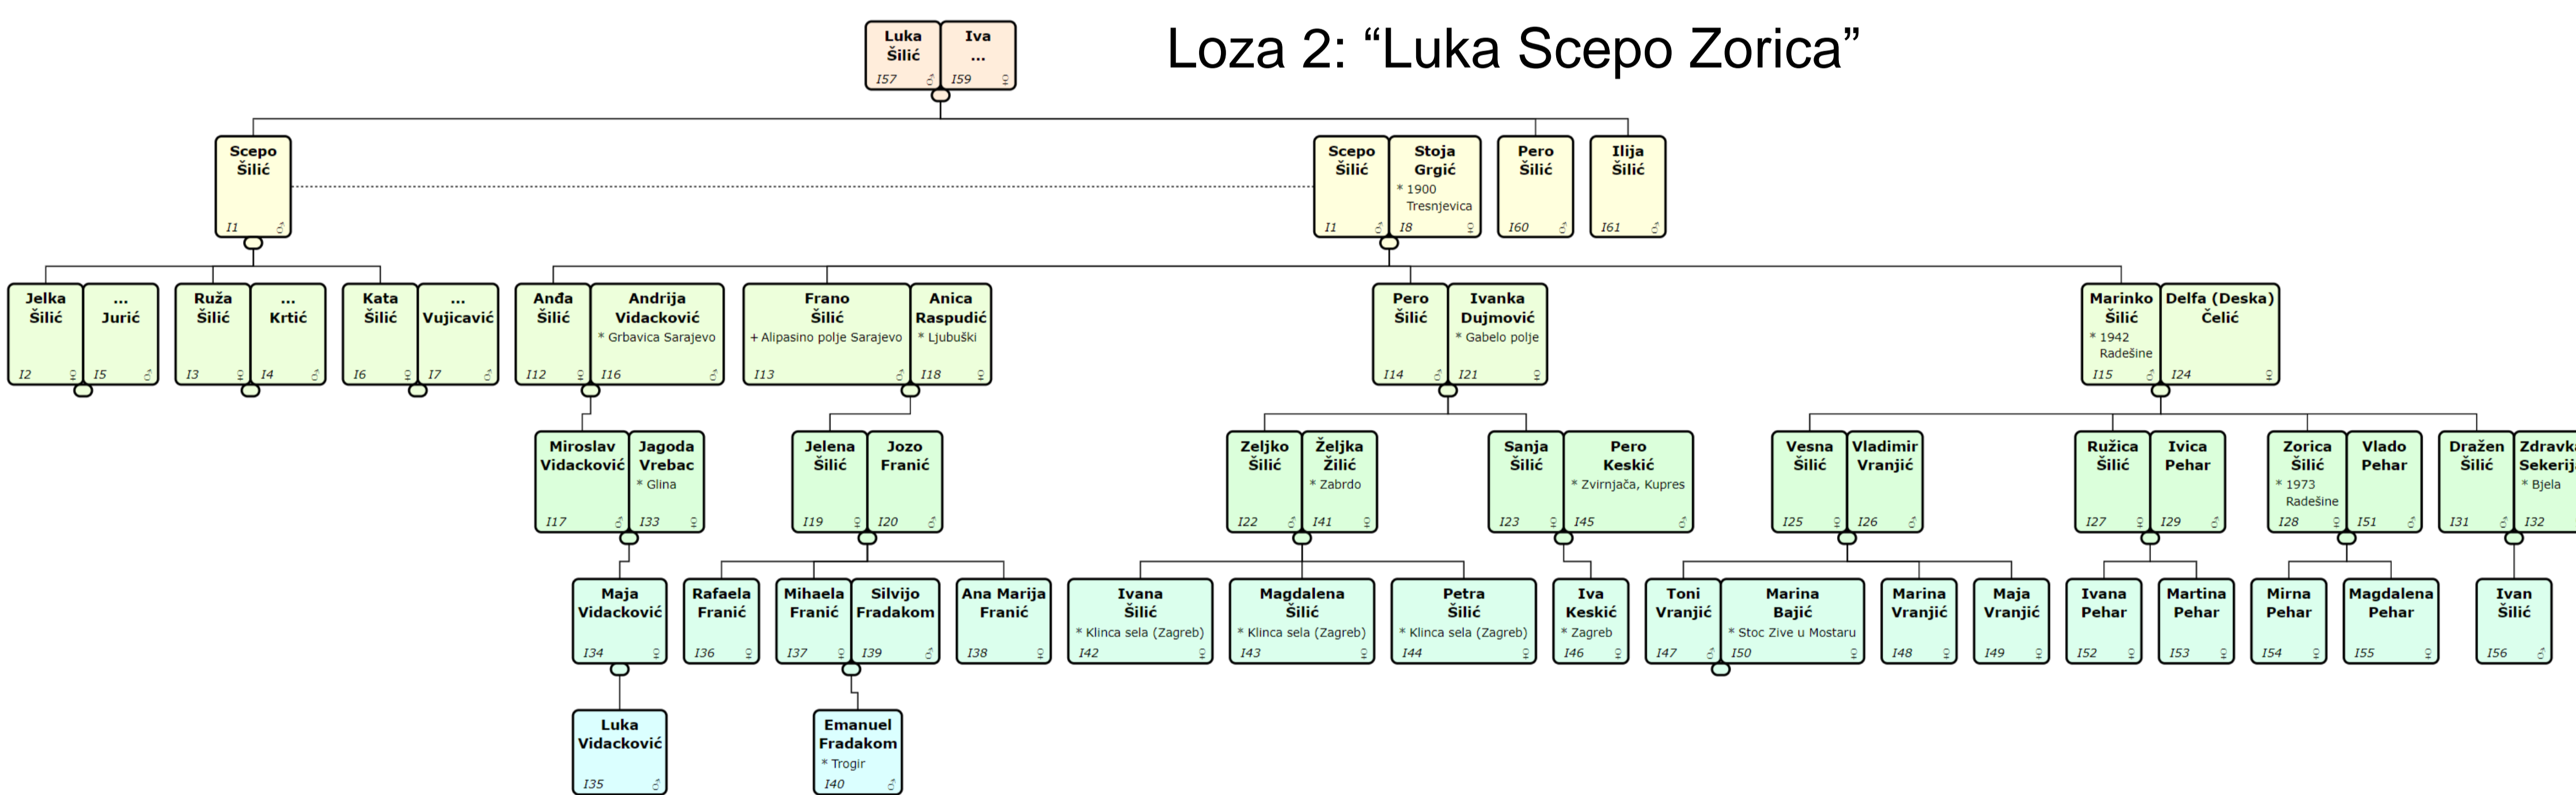 Loza 2: “Luka Scepo Zorica”
Luka
Šilić
I57 ♂
Iva
...
I59 ♀
Scepo
Šilić
I1 ♂
Scepo
Šilić
I1 ♂
Stoja
Grgić
* 1900
Tresnjevica
I8 ♀
Pero
Šilić
I60 ♂
Ilija
Šilić
I61 ♂
Jelka
Šilić
I2 ♀
...
Jurić
I5 ♂
Ruža
Šilić
I3 ♀
...
Krtić
I4 ♂
Kata
Šilić
I6 ♀
...
Vujicavić
I7 ♂
Anđa
Šilić
I12 ♀
Andrija
Vidacković
* Grbavica Sarajevo
I16 ♂
Frano
Šilić
+ Alipasino polje Sarajevo
I13 ♂
Anica
Raspudić
* Ljubuški
I18 ♀
Pero
Šilić
I14 ♂
Ivanka
Dujmović
* Gabelo polje
I21 ♀
Marinko
Šilić
* 1942
Radešine
I15 ♂
Delfa (Deska)
Čelić
I24 ♀
Miroslav
Vidacković
I17 ♂
Jagoda
Vrebac
* Glina
I33 ♀
Jelena
Šilić
I19 ♀
Jozo
Franić
I20 ♂
Zeljko
Šilić
I22 ♂
Željka
Žilić
* Zabrdo
I41 ♀
Sanja
Šilić
I23 ♀
Pero
Keskić
* Zvirnjača, Kupres
I45 ♂
Vesna
Šilić
I25 ♀
Vladimir
Vranjić
I26 ♂
Ružica
Šilić
I27 ♀
Ivica
Pehar
I29 ♂
Zorica
Šilić
* 1973
Radešine
I28 ♀
Vlado
Pehar
I51 ♂
Dražen
Šilić
I31 ♂
Zdravka
Sekerija
* Bjela
I32
Maja
Vidacković
I34 ♀
Rafaela
Franić
I36 ♀
Mihaela
Franić
I37 ♀
Silvijo
Fradakom
I39 ♂
Ana Marija
Franić
I38 ♀
Ivana
Šilić
* Klinca sela (Zagreb)
I42 ♀
Magdalena
Šilić
* Klinca sela (Zagreb)
I43 ♀
Petra
Šilić
* Klinca sela (Zagreb)
I44 ♀
Iva
Keskić
* Zagreb
I46 ♀
Toni
Vranjić
I47 ♂
Marina
Bajić
* Stoc Zive u Mostaru
I50 ♀
Marina
Vranjić
I48 ♀
Maja
Vranjić
I49 ♀
Ivana
Pehar
I52 ♀
Martina
Pehar
I53 ♀
Mirna
Pehar
I54 ♀
Magdalena
Pehar
I55 ♀
Ivan
Šilić
I56 ♂
Luka
Vidacković
I35 ♂
Emanuel
Fradakom
* Trogir
I40 ♂